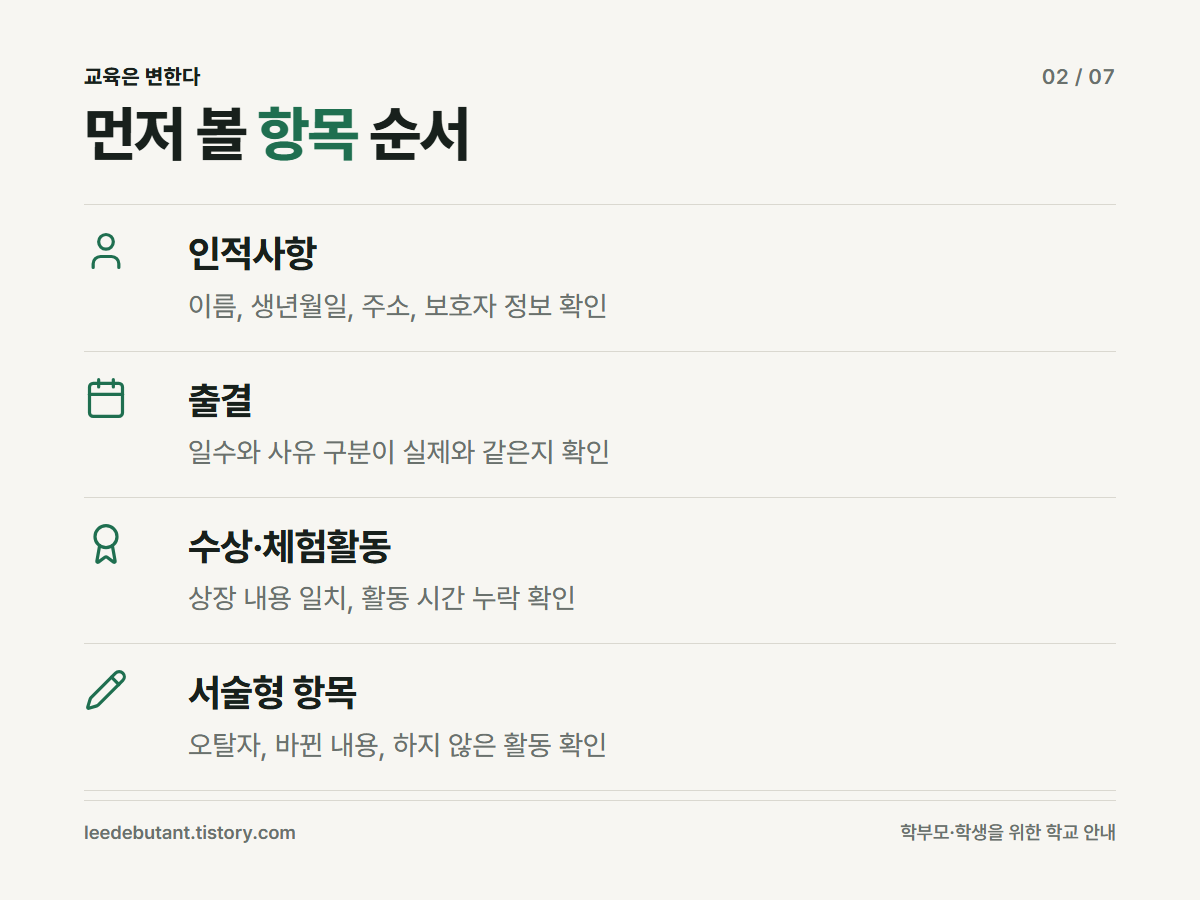 교육은 변한다
02 / 07
먼저 볼 항목 순서
인적사항
이름, 생년월일, 주소, 보호자 정보 확인
출결
일수와 사유 구분이 실제와 같은지 확인
수상·체험활동
상장 내용 일치, 활동 시간 누락 확인
서술형 항목
오탈자, 바뀐 내용, 하지 않은 활동 확인
leedebutant.tistory.com
학부모·학생을 위한 학교 안내